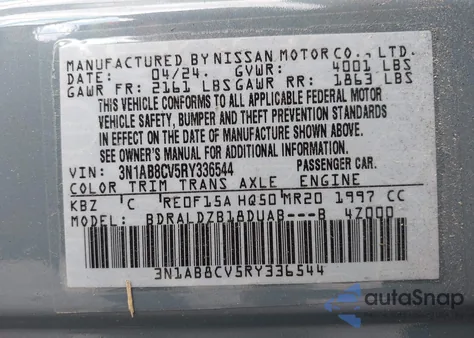 MANUFACTURED BY NISSAN MOTOR CO., LTD.
DATE: 04/24. GVWR: 4001 LBS
GAWR FR: 2161 LBS GAWR RR: 1863 LBS
THIS VEHICLE CONFORMS TO ALL APPLICABLE FEDERAL MOTOR
VEHICLE SAFETY, BUMPER AND THEFT PREVENTION STANDARDS
IN EFFECT ON THE DATE OF MANUFACTURE SHOWN ABOVE.
SEE OWNER'S MANUAL FOR ADDITIONAL INFORMATION.
VIN: 3N1AB8CV5RY336544 PASSENGER CAR.
COLOR TRIM TRANS AXLE ENGINE
KBZ C RE0F15A HQ50 MR20 1997 CC
MODEL: BDRALDZB18DUAB---B 4Z000
3N1AB8CV5RY336544
autoSnap